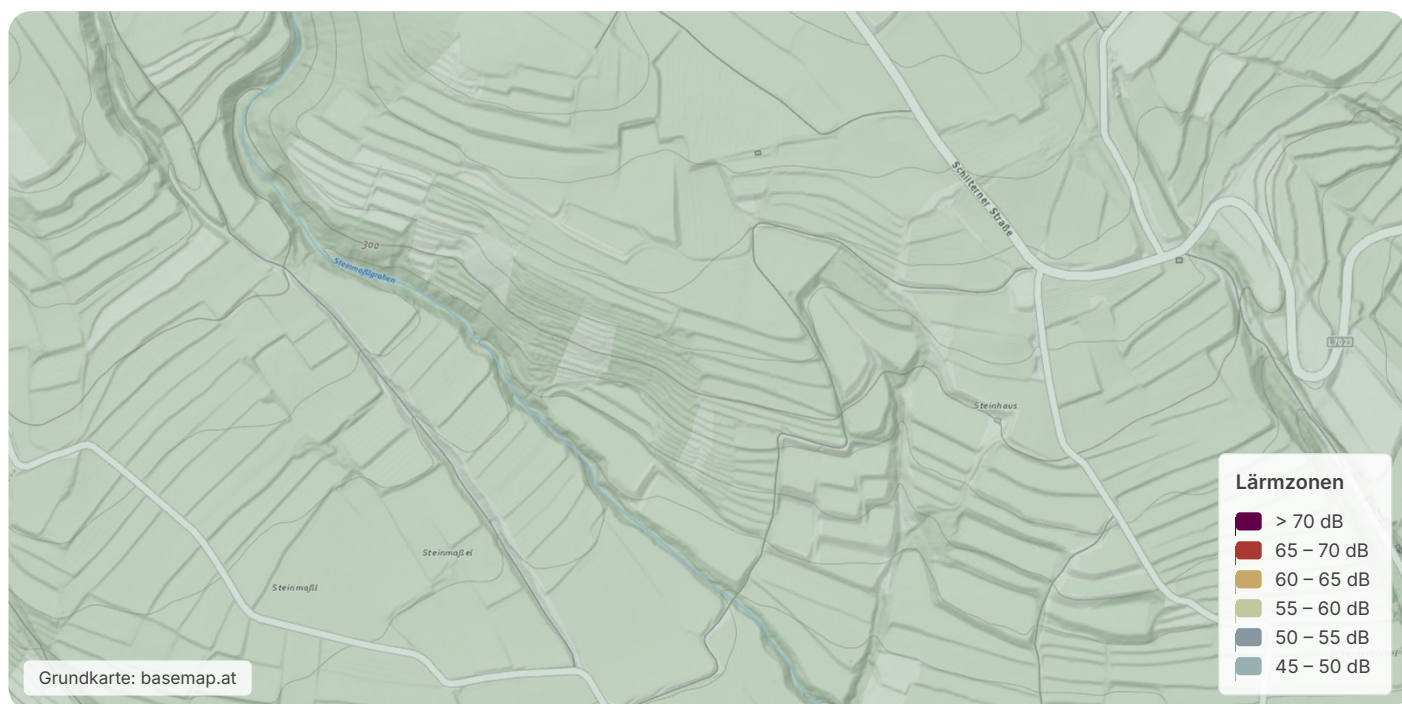 Schilterner Straße
300
Steinmaßlgraben
L7023
Steinhaus
Steinmaßel
Steinmaßl
Lärmzonen
> 70 dB
65 – 70 dB
60 – 65 dB
55 – 60 dB
50 – 55 dB
45 – 50 dB
Grundkarte: basemap.at